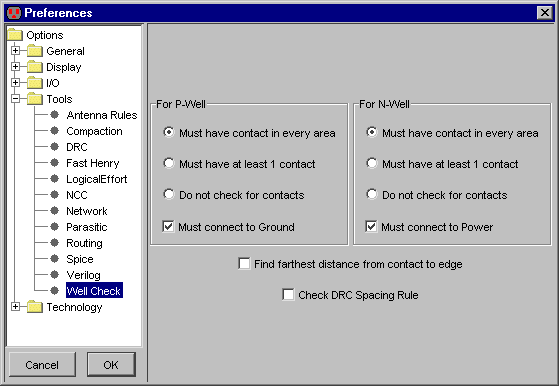 Preferences
Options
General
Display
I/O
Tools
Antenna Rules
Compaction
DRC
Fast Henry
LogicalEffort
NCC
Network
Parasitic
Routing
Spice
Verilog
Well Check
Technology
Cancel
OK
For P-Well
Must have contact in every area
Must have at least 1 contact
Do not check for contacts
Must connect to Ground
For N-Well
Must have contact in every area
Must have at least 1 contact
Do not check for contacts
Must connect to Power
Find farthest distance from contact to edge
Check DRC Spacing Rule